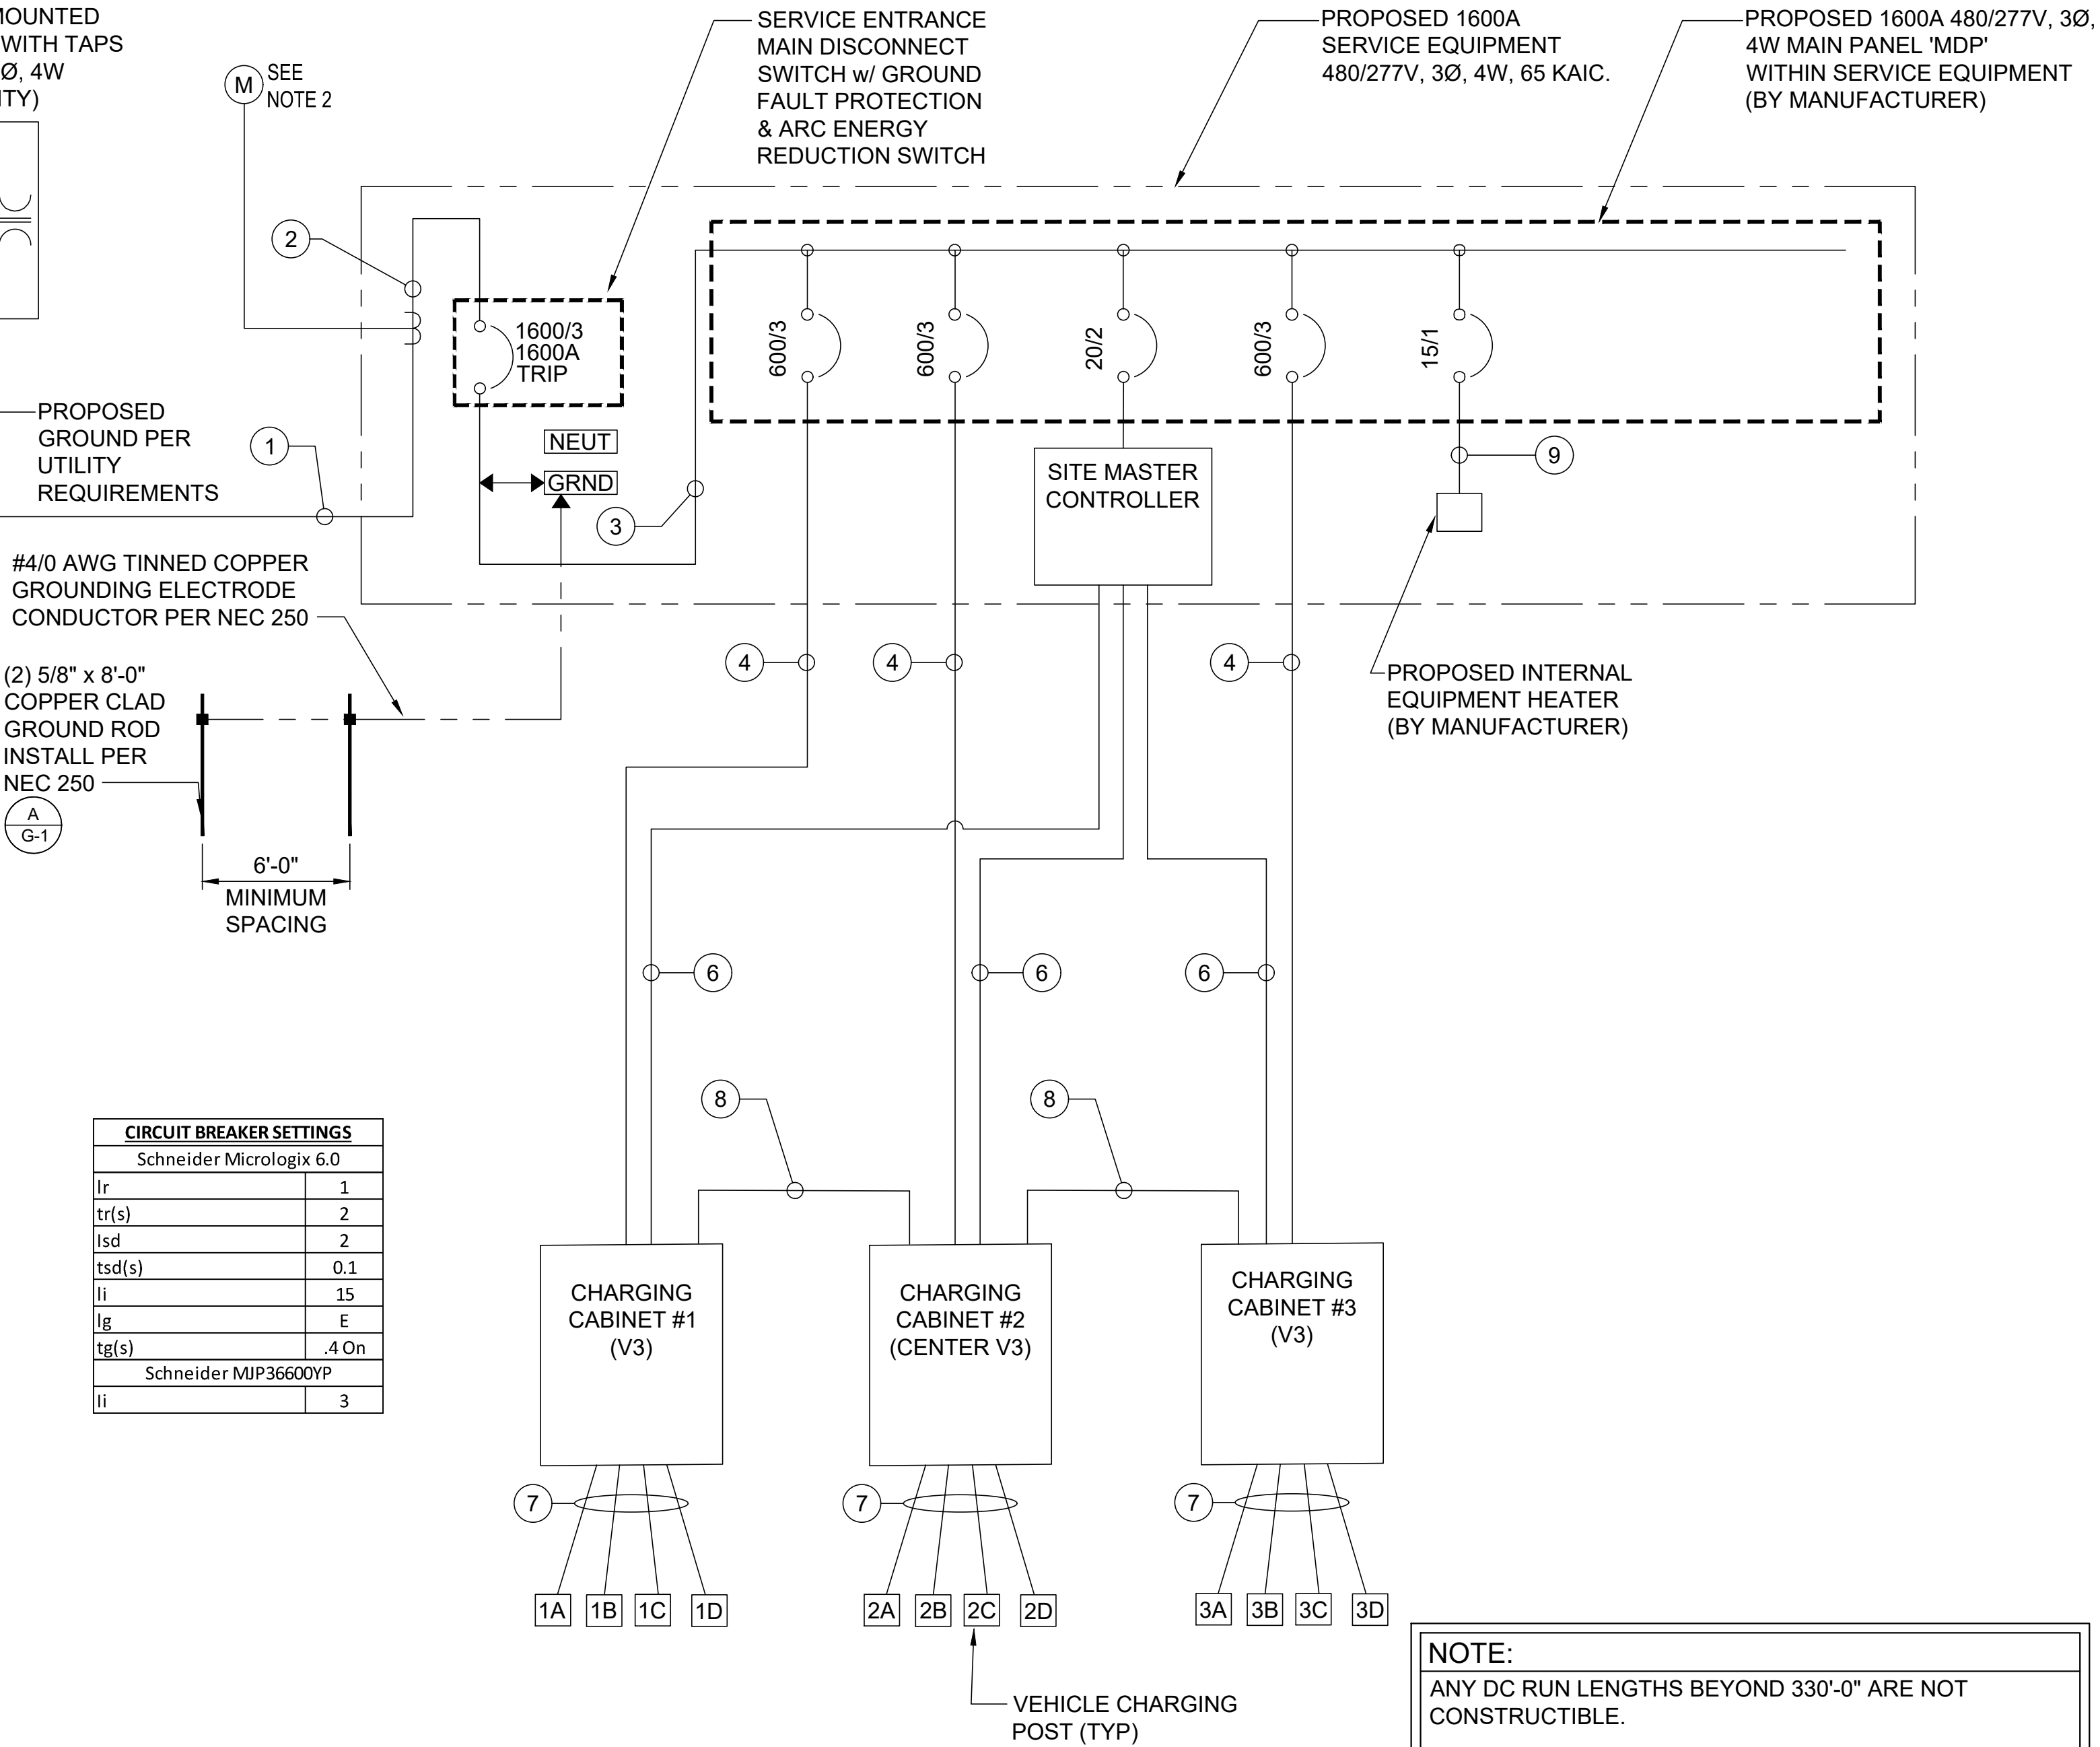 MOUNTED
WITH TAPS
Ø, 4W
ITY)
M
SEE
NOTE 2
SERVICE ENTRANCE
MAIN DISCONNECT
SWITCH w/ GROUND
FAULT PROTECTION
& ARC ENERGY
REDUCTION SWITCH
PROPOSED 1600A
SERVICE EQUIPMENT
480/277V, 3Ø, 4W, 65 KAIC.
PROPOSED 1600A 480/277V, 3Ø,
4W MAIN PANEL 'MDP'
WITHIN SERVICE EQUIPMENT
(BY MANUFACTURER)
2
1600/3
1600A
TRIP
600/3
600/3
20/2
600/3
15/1
PROPOSED
GROUND PER
UTILITY
REQUIREMENTS
1
NEUT
GRND
3
SITE MASTER
CONTROLLER
9
#4/0 AWG TINNED COPPER
GROUNDING ELECTRODE
CONDUCTOR PER NEC 250
4
4
4
PROPOSED INTERNAL
EQUIPMENT HEATER
(BY MANUFACTURER)
(2) 5/8" x 8'-0"
COPPER CLAD
GROUND ROD
INSTALL PER
NEC 250
A
G-1
6'-0"
MINIMUM
SPACING
6
6
6
8
8
CIRCUIT BREAKER SETTINGS
Schneider Micrologix 6.0
Ir 1
tr(s) 2
Isd 2
tsd(s) 0.1
Ii 15
Ig E
tg(s) .4 On
Schneider MJP36600YP
Ii 3
CHARGING
CABINET #1
(V3)
CHARGING
CABINET #2
(CENTER V3)
CHARGING
CABINET #3
(V3)
7
7
7
1A 1B 1C 1D
2A 2B 2C 2D
3A 3B 3C 3D
VEHICLE CHARGING
POST (TYP)
NOTE:
ANY DC RUN LENGTHS BEYOND 330'-0" ARE NOT
CONSTRUCTIBLE.